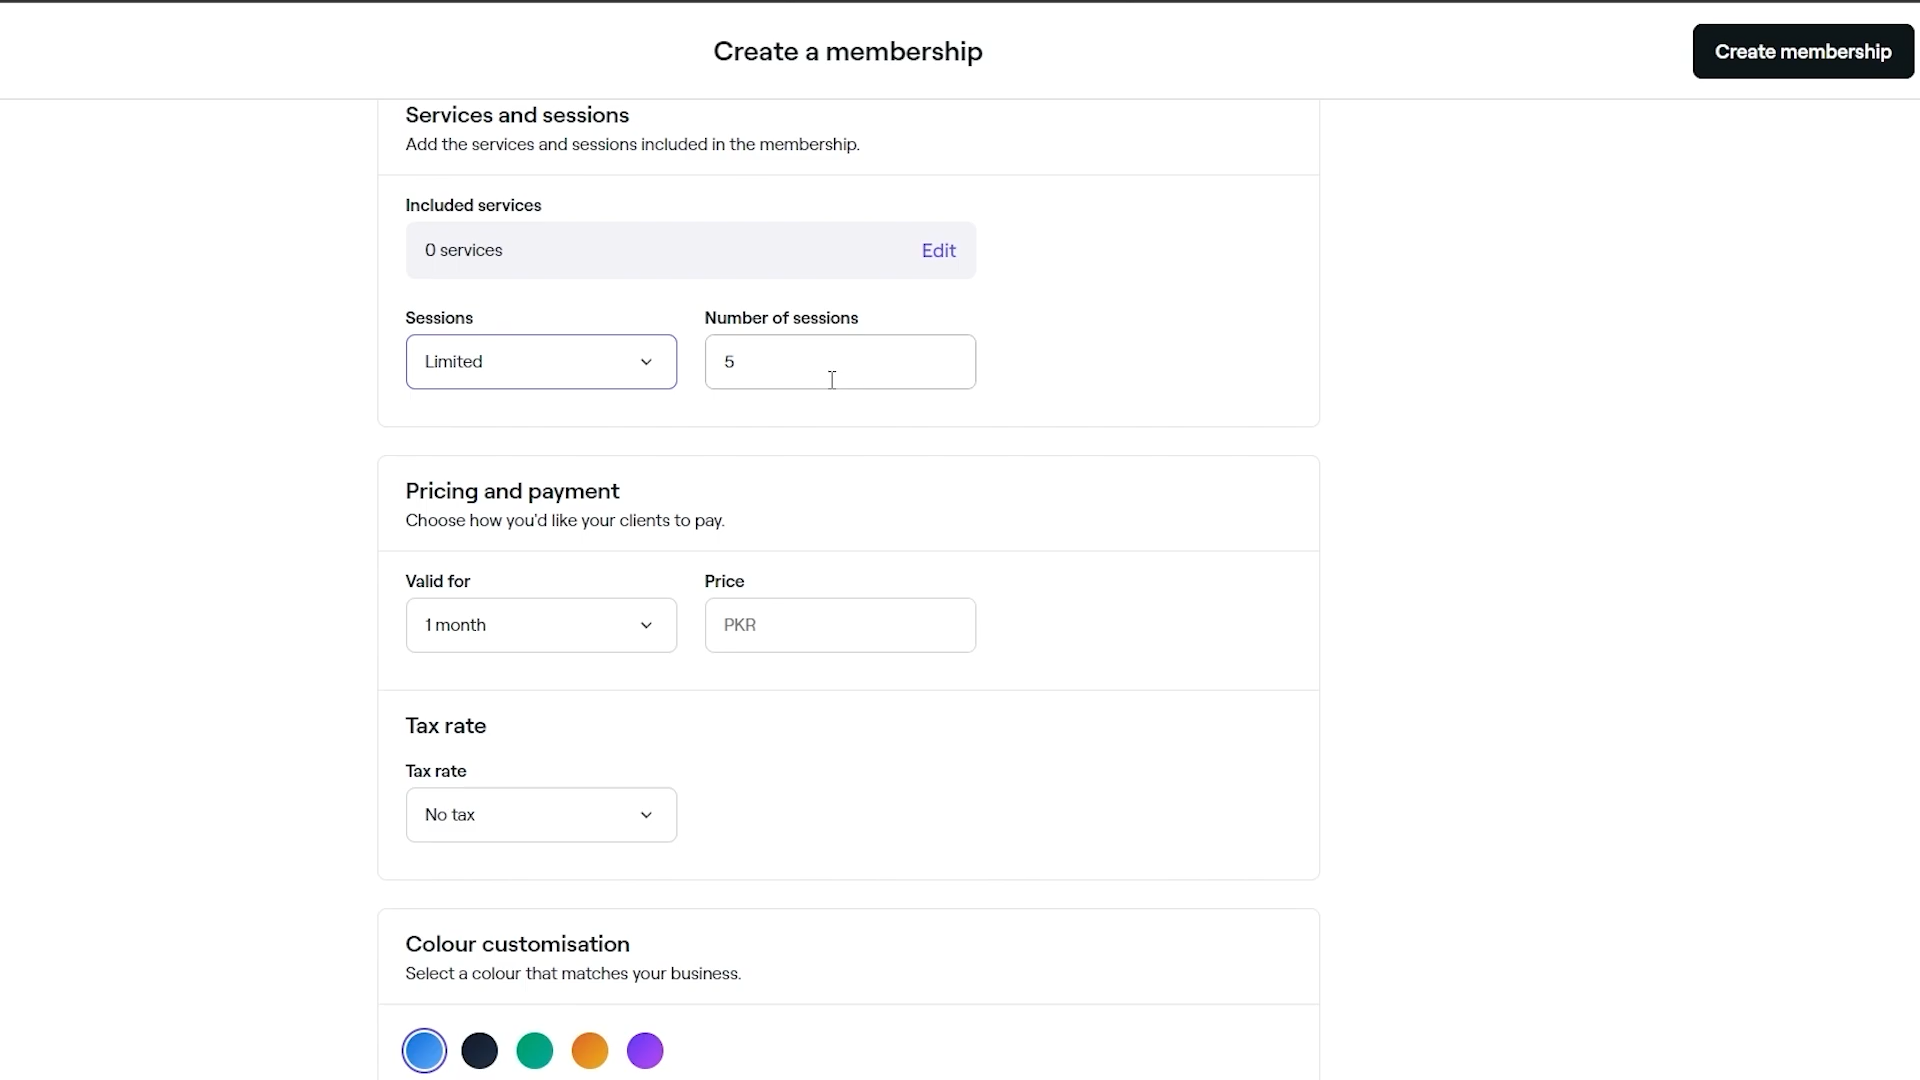 Create a membership
Create membership
Services and sessions
Add the services and sessions included in the membership.
Included services
0 services
Edit
Sessions
Number of sessions
Limited
5
Pricing and payment
Choose how you'd like your clients to pay.
Valid for
Price
1 month
PKR
Tax rate
Tax rate
No tax
Colour customisation
Select a colour that matches your business.